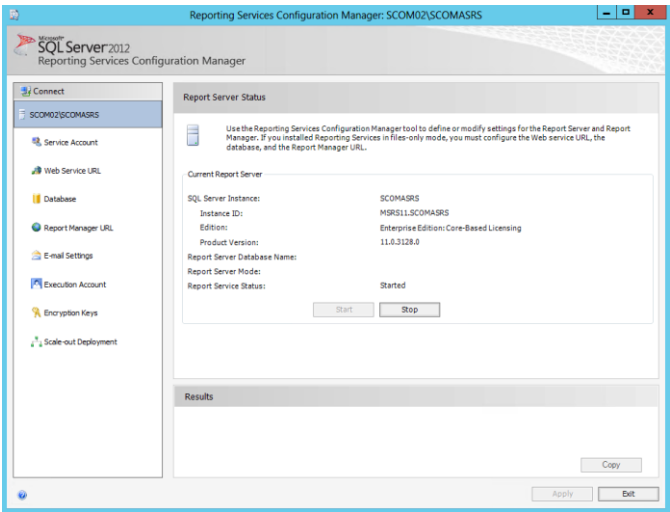 Reporting Services Configuration Manager: SCOM02\SCOMASRS
Microsoft
SQL Server 2012
Reporting Services Configuration Manager
Connect
SCOM02\SCOMASRS
Service Account
Web Service URL
Database
Report Manager URL
E-mail Settings
Execution Account
Encryption Keys
Scale-out Deployment
Report Server Status
Use the Reporting Services Configuration Manager tool to define or modify settings for the Report Server and Report
Manager. If you installed Reporting Services in files-only mode, you must configure the Web service URL, the
database, and the Report Manager URL.
Current Report Server
SQL Server Instance: SCOMASRS
Instance ID: MSRS11.SCOMASRS
Edition: Enterprise Edition: Core-Based Licensing
Product Version: 11.0.3128.0
Report Server Database Name:
Report Server Mode:
Report Service Status: Started
Start Stop
Results
Copy
Apply Exit